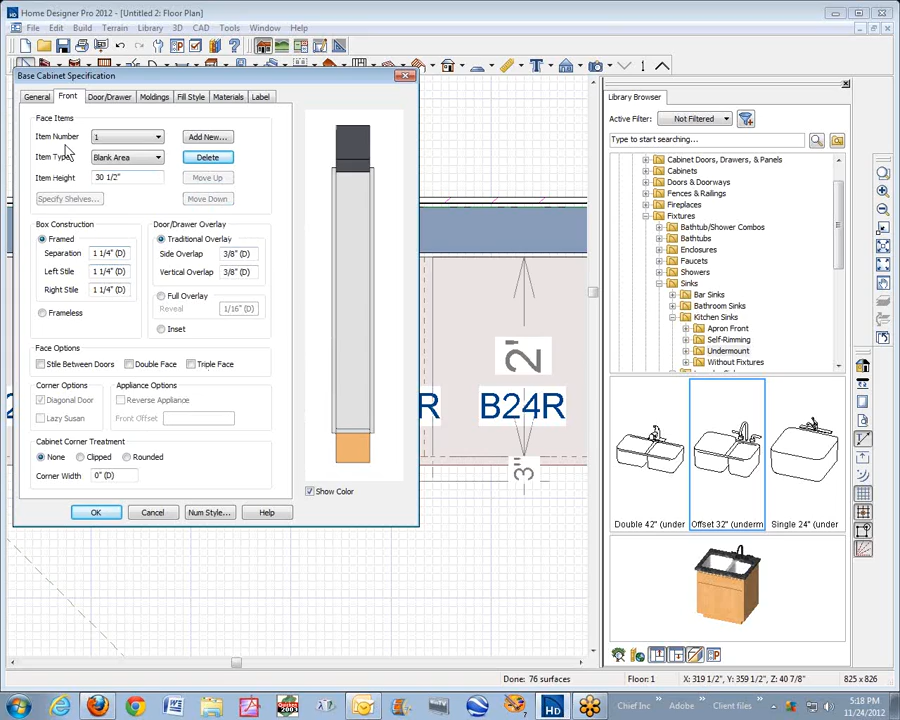 Home Designer Pro 2012 - [Untitled 2: Floor Plan]
File Edit Build Terrain Library 3D CAD Tools Window Help
1
Base Cabinet Specification
General Front Door/Drawer Moldings Fill Style Materials Label
Face Items
Item Number 1 Add New...
Item Type Blank Area Delete
Item Height 30 1/2" Move Up
Specify Shelves... Move Down
Box Construction
Framed
Separation 1 1/4" (D)
Left Stile 1 1/4" (D)
Right Stile 1 1/4" (D)
Frameless
Door/Drawer Overlay
Traditional Overlay
Side Overlap 3/8" (D)
Vertical Overlap 3/8" (D)
Full Overlay
Reveal 1/16" (D)
Inset
Face Options
Stile Between Doors Double Face Triple Face
Corner Options
Diagonal Door
Lazy Susan
Appliance Options
Reverse Appliance
Front Offset
Cabinet Corner Treatment
None Clipped Rounded
Corner Width 0" (D)
Show Color
OK Cancel Num Style... Help
2'
R
B24R
3'
Library Browser
Active Filter: Not Filtered
Type to start searching...
Cabinet Doors, Drawers, & Panels
Cabinets
Doors & Doorways
Fences & Railings
Fireplaces
Fixtures
Bathtub/Shower Combos
Bathtubs
Enclosures
Faucets
Showers
Sinks
Bar Sinks
Bathroom Sinks
Kitchen Sinks
Apron Front
Self-Rimming
Undermount
Without Fixtures
Double 42" (under Offset 32" (underm Single 24" (under
Done: 76 surfaces Floor: 1 X: 319 1/2", Y: 359 1/2", Z: 40 7/8" 825 x 826
Chief Inc Adobe Client files
5:18 PM
11/24/2012